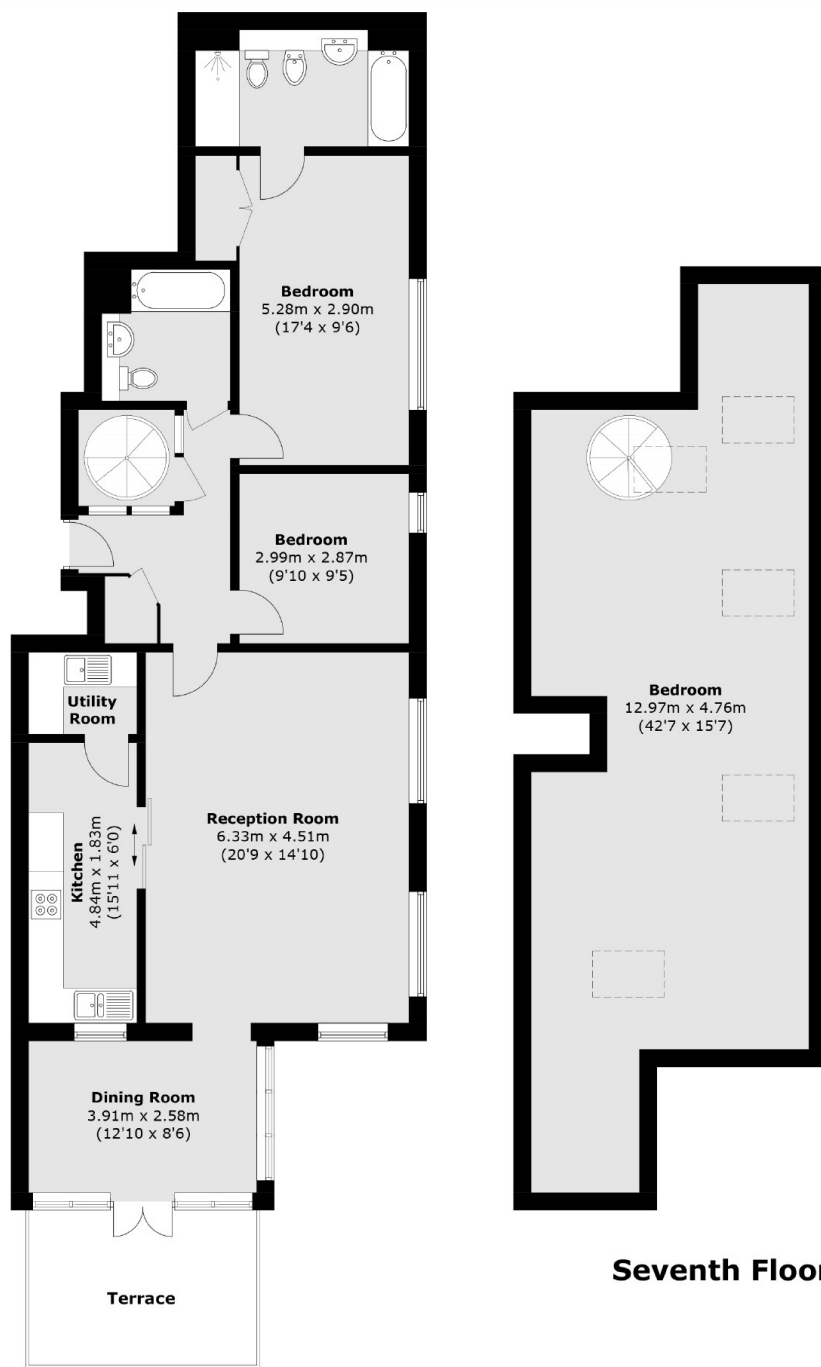 Bedroom
5.28m x 2.90m
(17'4 x 9'6)
Bedroom
2.99m x 2.87m
(9'10 x 9'5)
Utility
Room
Kitchen
4.84m x 1.83m
(15'11 x 6'0)
Reception Room
6.33m x 4.51m
(20'9 x 14'10)
Dining Room
3.91m x 2.58m
(12'10 x 8'6)
Terrace
Bedroom
12.97m x 4.76m
(42'7 x 15'7)
Seventh Floor